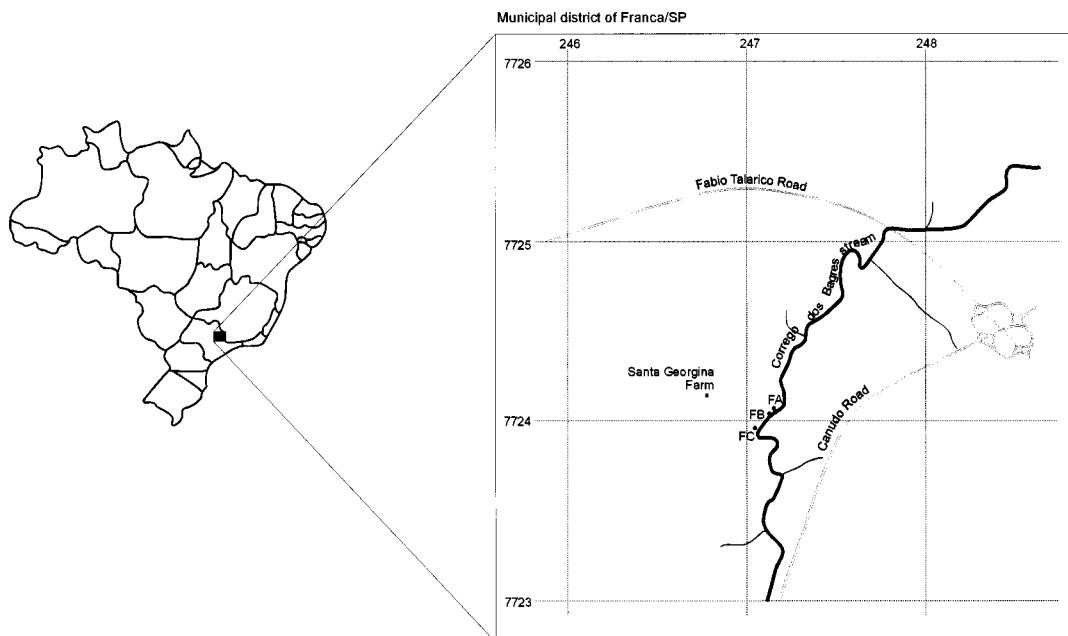 Municipal district of Franca/SP
246
247
248
7726
Fabio Talarico Road
7725
Corrego dos Bagres stream
Santa Georgina
Farm
FA
FB
Canudo Road
7724
FC
7723